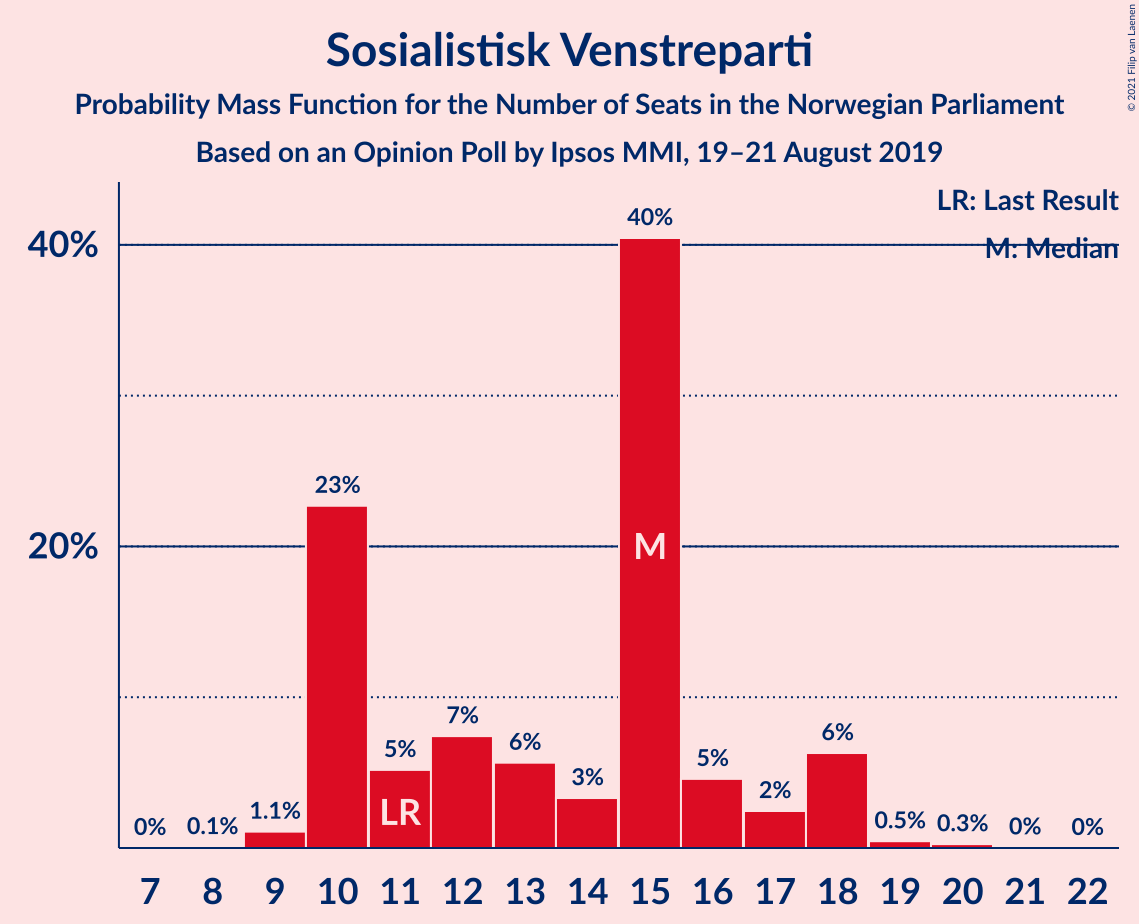 Sosialistisk Venstreparti
Probability Mass Function for the Number of Seats in the Norwegian Parliament
Based on an Opinion Poll by Ipsos MMI, 19–21 August 2019
© 2021 Filip van Laenen
LR: Last Result
M: Median
40%
20%
0%
0.1%
1.1%
23%
5%
7%
6%
3%
40%
5%
2%
6%
0.5%
0.3%
0%
0%
LR
M
7 8 9 10 11 12 13 14 15 16 17 18 19 20 21 22